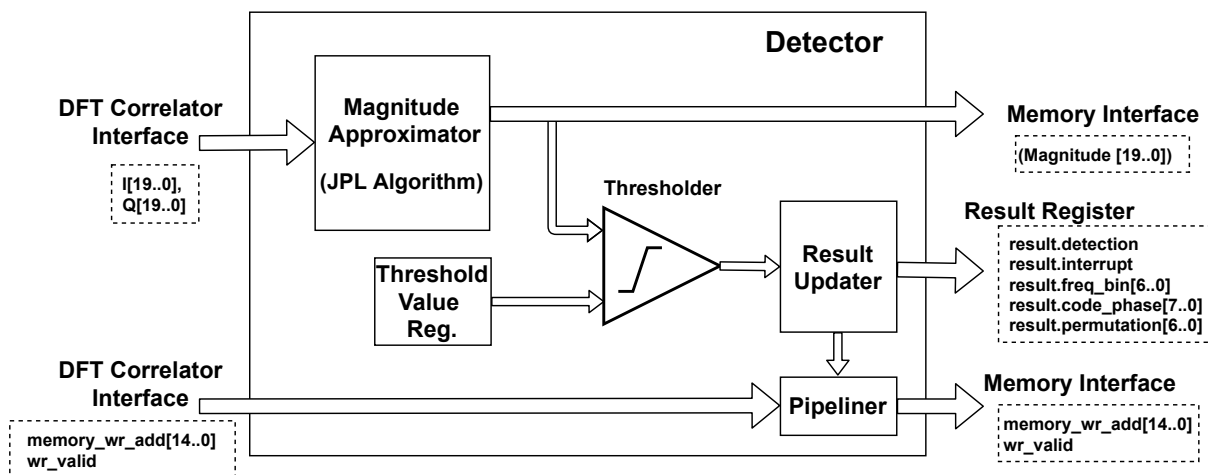 Detector
DFT Correlator
Interface
I[19..0],
Q[19..0]
Magnitude
Approximator
(JPL Algorithm)
Memory Interface
(Magnitude [19..0])
Thresholder
Threshold
Value
Reg.
Result
Updater
Result Register
result.detection
result.interrupt
result.freq_bin[6..0]
result.code_phase[7..0]
result.permutation[6..0]
DFT Correlator
Interface
memory_wr_add[14..0]
wr_valid
Pipeliner
Memory Interface
memory_wr_add[14..0]
wr_valid